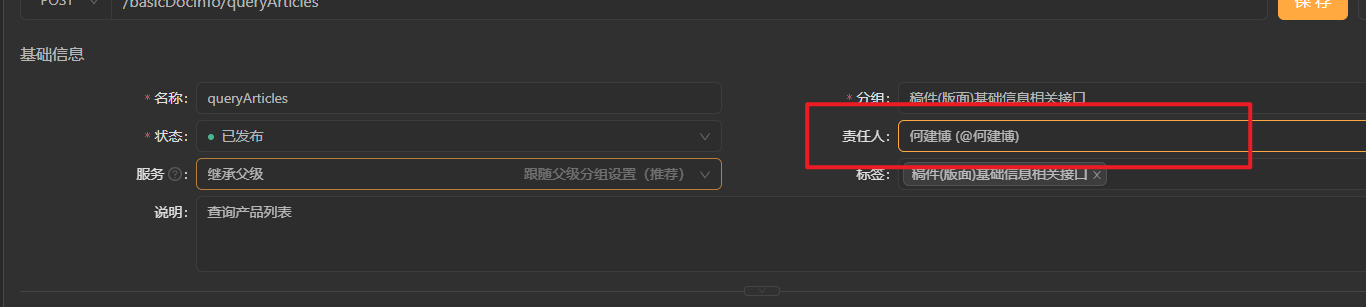 POST /basicDocInfo/queryArticles 保存
基础信息
* 名称: queryArticles * 分组: 稿件(版面)基础信息相关接口
* 状态: 已发布 责任人: 何建博 (@何建博)
服务 ? : 继承父级 跟随父级分组设置（推荐） 标签: 稿件(版面)基础信息相关接口 ×
说明: 查询产品列表